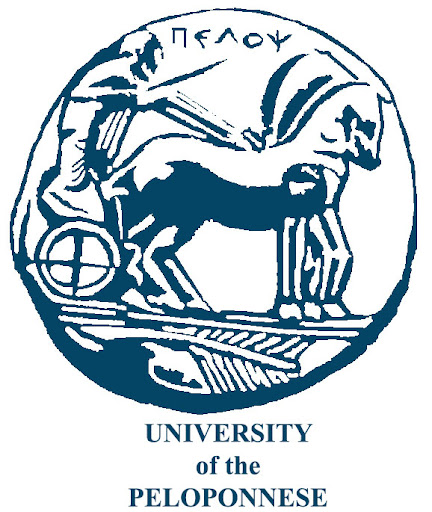 ΠΕΛΟΨ
UNIVERSITY
of the
PELOPONNESE